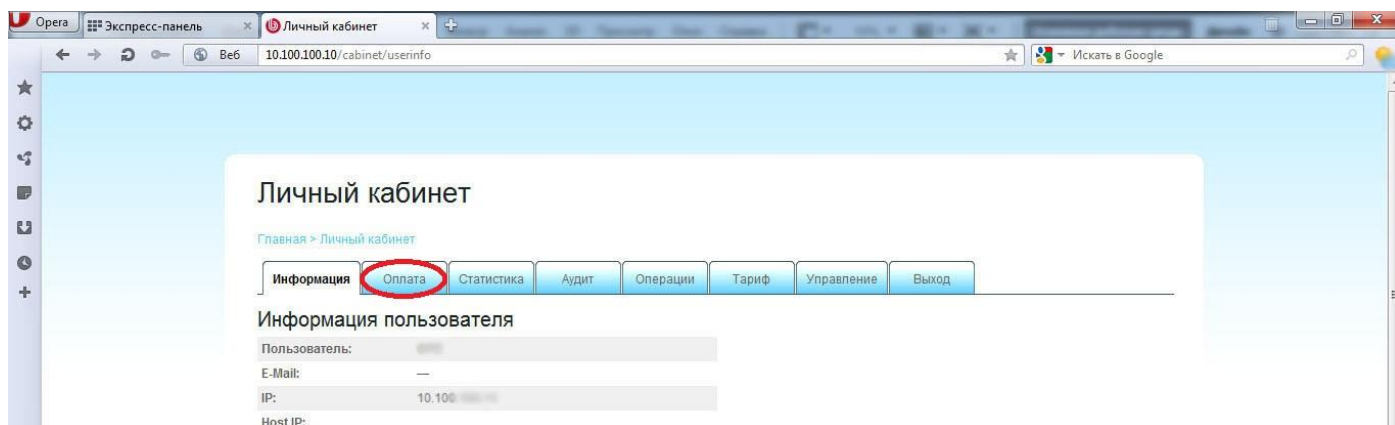 Opera Экспресс-панель Личный кабинет
Веб 10.100.100.10/cabinet/userinfo Искать в Google
Личный кабинет
Главная > Личный кабинет
Информация Оплата Статистика Аудит Операции Тариф Управление Выход
Информация пользователя
Пользователь:
E-Mail: —
IP: 10.100
Host IP: